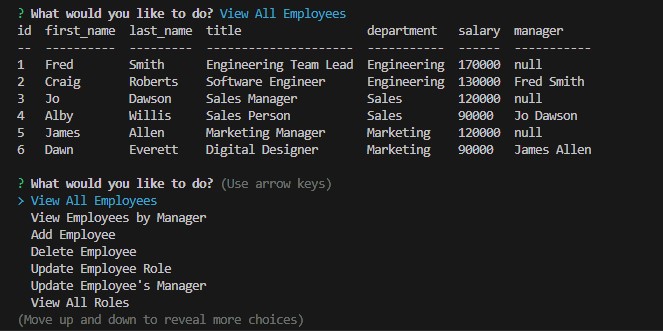 ? What would you like to do? View All Employees
id  first_name  last_name  title                  department   salary  manager
--  ----------  ---------  ---------------------  -----------  ------  -----------
1   Fred        Smith      Engineering Team Lead  Engineering  170000  null
2   Craig       Roberts    Software Engineer      Engineering  130000  Fred Smith
3   Jo          Dawson     Sales Manager          Sales        120000  null
4   Alby        Willis     Sales Person           Sales        90000   Jo Dawson
5   James       Allen      Marketing Manager      Marketing    120000  null
6   Dawn        Everett    Digital Designer       Marketing    90000   James Allen
? What would you like to do? (Use arrow keys)
> View All Employees
View Employees by Manager
Add Employee
Delete Employee
Update Employee Role
Update Employee's Manager
View All Roles
(Move up and down to reveal more choices)